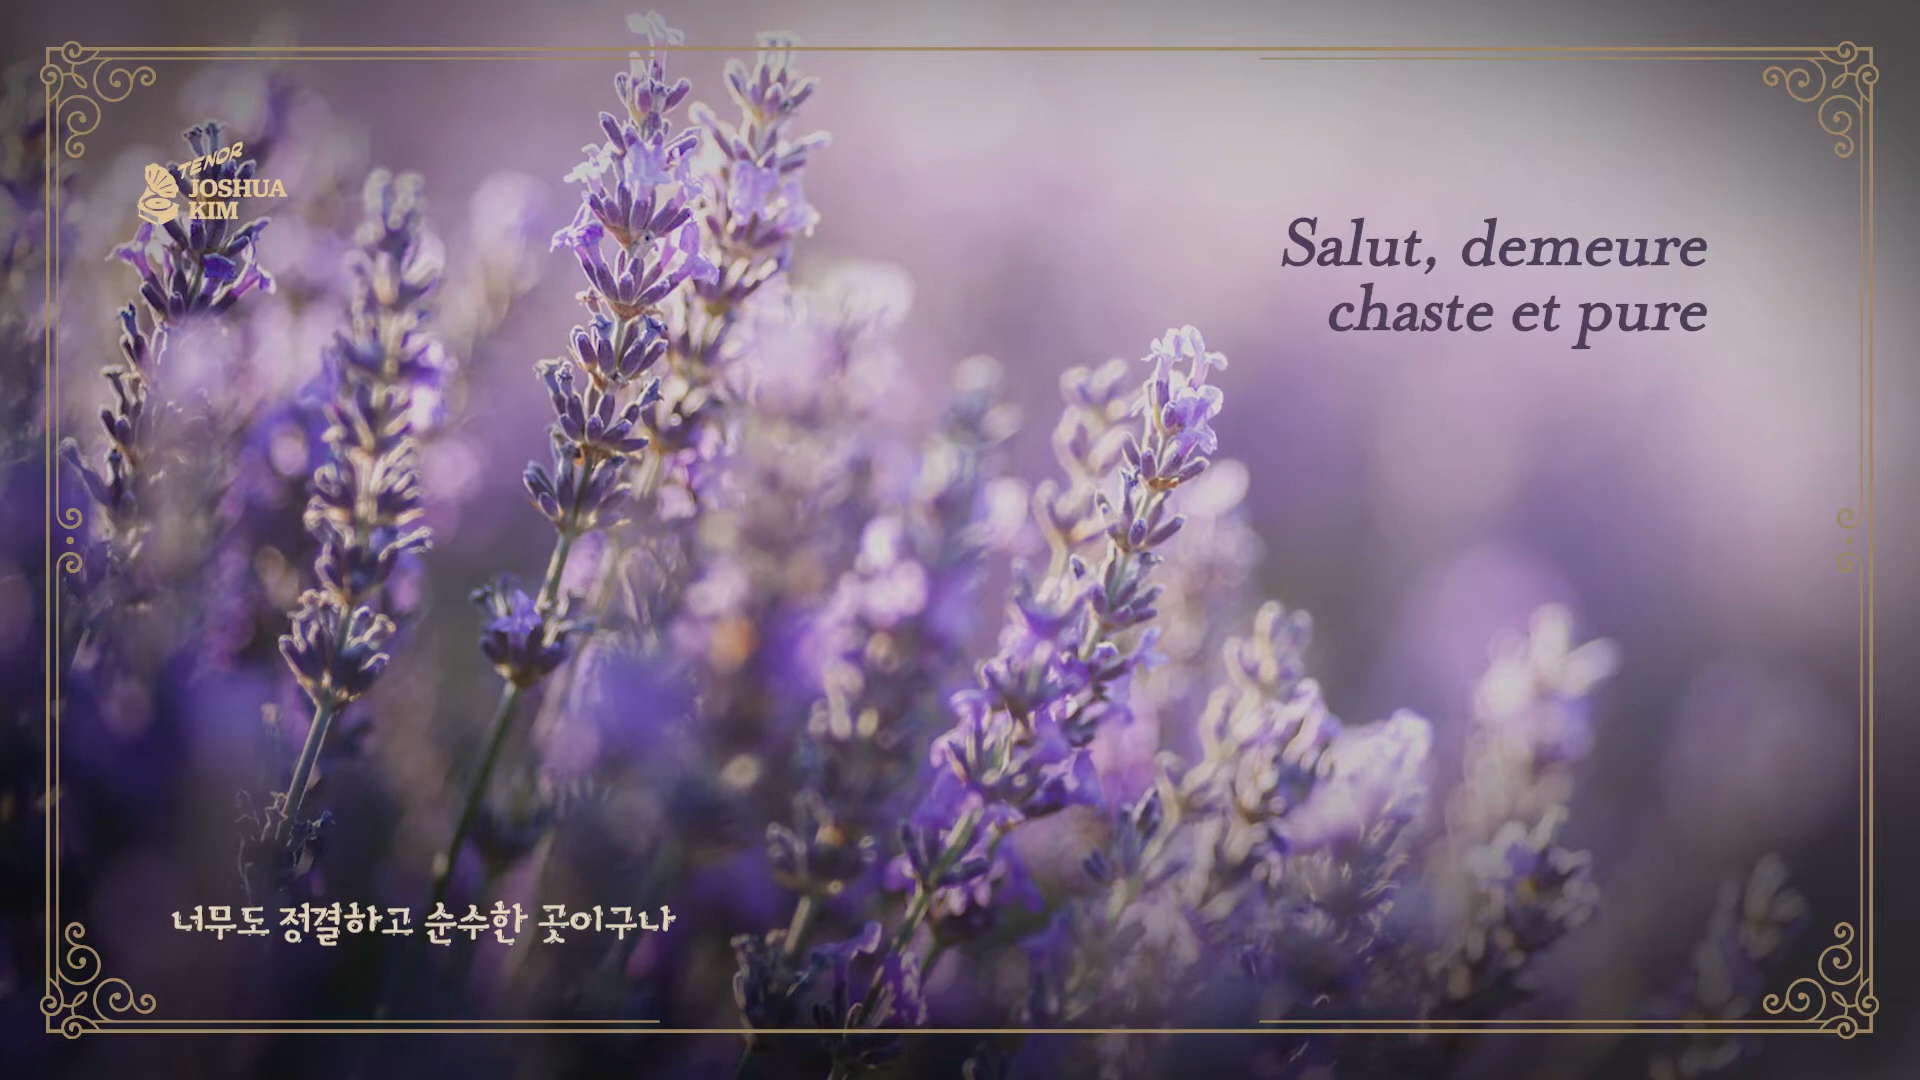 TENOR
JOSHUA
KIM
Salut, demeure
chaste et pure
너무도 정결하고 순수한 곳이구나